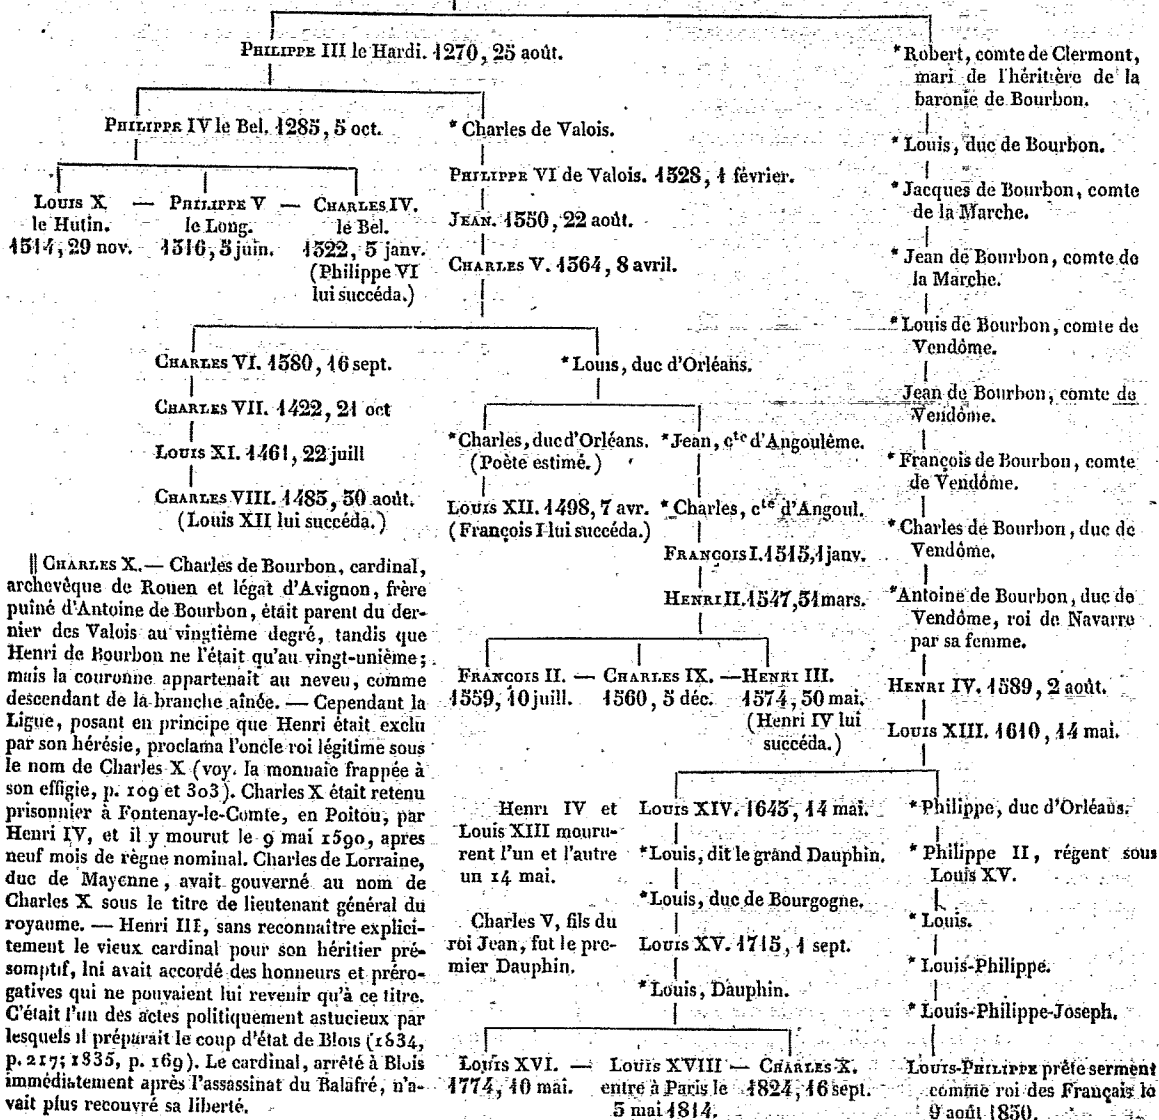 PHILIPPE III le Hardi. 1270, 25 août.
*Robert, comte de Clermont,
mari de l'héritière de la
baronie de Bourbon.
PHILIPPE IV le Bel. 1285, 5 oct.
* Charles de Valois.
* Louis, duc de Bourbon.
PHILIPPE VI de Valois. 1328, 1 février.
* Jacques de Bourbon, comte
de la Marche.
LOUIS X — PHILIPPE V — CHARLES IV.
le Hutin. le Long. le Bel.
1314, 29 nov. 1316, 5 juin. 1322, 3 janv.
(Philippe VI
lui succéda.)
JEAN. 1350, 22 août.
CHARLES V. 1364, 8 avril.
* Jean de Bourbon, comte de
la Marche.
*Louis de Bourbon, comte de
Vendôme.
CHARLES VI. 1380, 16 sept.
*Louis, duc d'Orléans.
Jean de Bourbon, comte de
Vendôme.
CHARLES VII. 1422, 21 oct
LOUIS XI. 1461, 22 juill
CHARLES VIII. 1483, 30 août.
(Louis XII lui succéda.)
*Charles, duc d'Orléans.
(Poète estimé.)
*Jean, cte d'Angoulême.
* François de Bourbon, comte
de Vendôme.
LOUIS XII. 1498, 7 avr.
(François I lui succéda.)
* Charles, cte d'Angoul.
*Charles de Bourbon, duc de
Vendôme.
FRANÇOIS I. 1515, 1 janv.
HENRI II. 1547, 31 mars.
*Antoine de Bourbon, duc de
Vendôme, roi de Navarre
par sa femme.
FRANCOIS II. — CHARLES IX. — HENRI III.
1559, 10 juill. 1560, 5 déc. 1574, 30 mai.
(Henri IV lui
succéda.)
HENRI IV. 1589, 2 août.
LOUIS XIII. 1610, 14 mai.
‖ CHARLES X. — Charles de Bourbon, cardinal,
archevêque de Rouen et légat d'Avignon, frère
puîné d'Antoine de Bourbon, était parent du der-
nier des Valois au vingtième degré, tandis que
Henri de Bourbon ne l'était qu'au vingt-unième;
mais la couronne appartenait au neveu, comme
descendant de la branche aînée. — Cependant la
Ligue, posant en principe que Henri était exclu
par son hérésie, proclama l'oncle roi légitime sous
le nom de Charles X (voy. la monnaie frappée à
son effigie, p. 109 et 303). Charles X était retenu
prisonnier à Fontenay-le-Comte, en Poitou, par
Henri IV, et il y mourut le 9 mai 1590, apres
neuf mois de règne nominal. Charles de Lorraine,
duc de Mayenne, avait gouverné au nom de
Charles X sous le titre de lieutenant général du
royaume. — Henri III, sans reconnaître explici-
tement le vieux cardinal pour son héritier pré-
somptif, lni avait accordé des honneurs et préro-
gatives qui ne pouvaient lui revenir qu'à ce titre.
C'était l'un des actes politiquement astucieux par
lesquels il préparait le coup d'état de Blois (1834,
p. 217; 1835, p. 169). Le cardinal, arrêté à Blois
immédiatement après l'assassinat du Balafré, n'a-
vait plus recouvré sa liberté.
Henri IV et
Louis XIII mouru-
rent l'un et l'autre
un 14 mai.
Charles V, fils du
roi Jean, fut le pre-
mier Dauphin.
LOUIS XIV. 1643, 14 mai.
*Louis, dit le grand Dauphin.
*Louis, duc de Bourgogne.
LOUIS XV. 1715, 1 sept.
*Louis, Dauphin.
*Philippe, duc d'Orléans.
* Philippe II, régent sous
Louis XV.
* Louis.
* Louis-Philippe.
* Louis-Philippe-Joseph.
LOUIS XVI. — LOUIS XVIII — CHARLES X.
1774, 10 mai. entre à Paris le 1824, 16 sept.
3 mai 1814.
LOUIS-PHILIPPE prête serment
comme roi des Français le
9 août 1830.